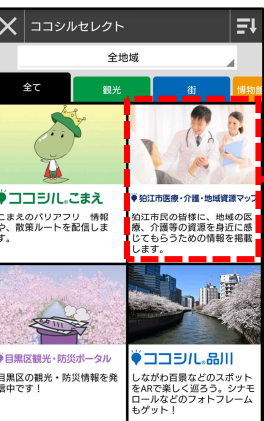 ココシルセレクト
全地域
全て
観光
街
博物館
ココシル。こまえ
こまえのバリアフリ 情報
や、散策ルートを配信しま
す。
狛江市医療・介護・地域資源マップ
狛江市民の皆様に、地域の医
療、介護等の資源を身近に感
じてもらうための情報を掲載
します。
目黒区観光・防災ポータル
目黒区の観光・防災情報を発
信中です！
ココシル。品川
しながわ百景などのスポット
をARで楽しく巡ろう。シナモ
ロールなどのフォトフレーム
もゲット！